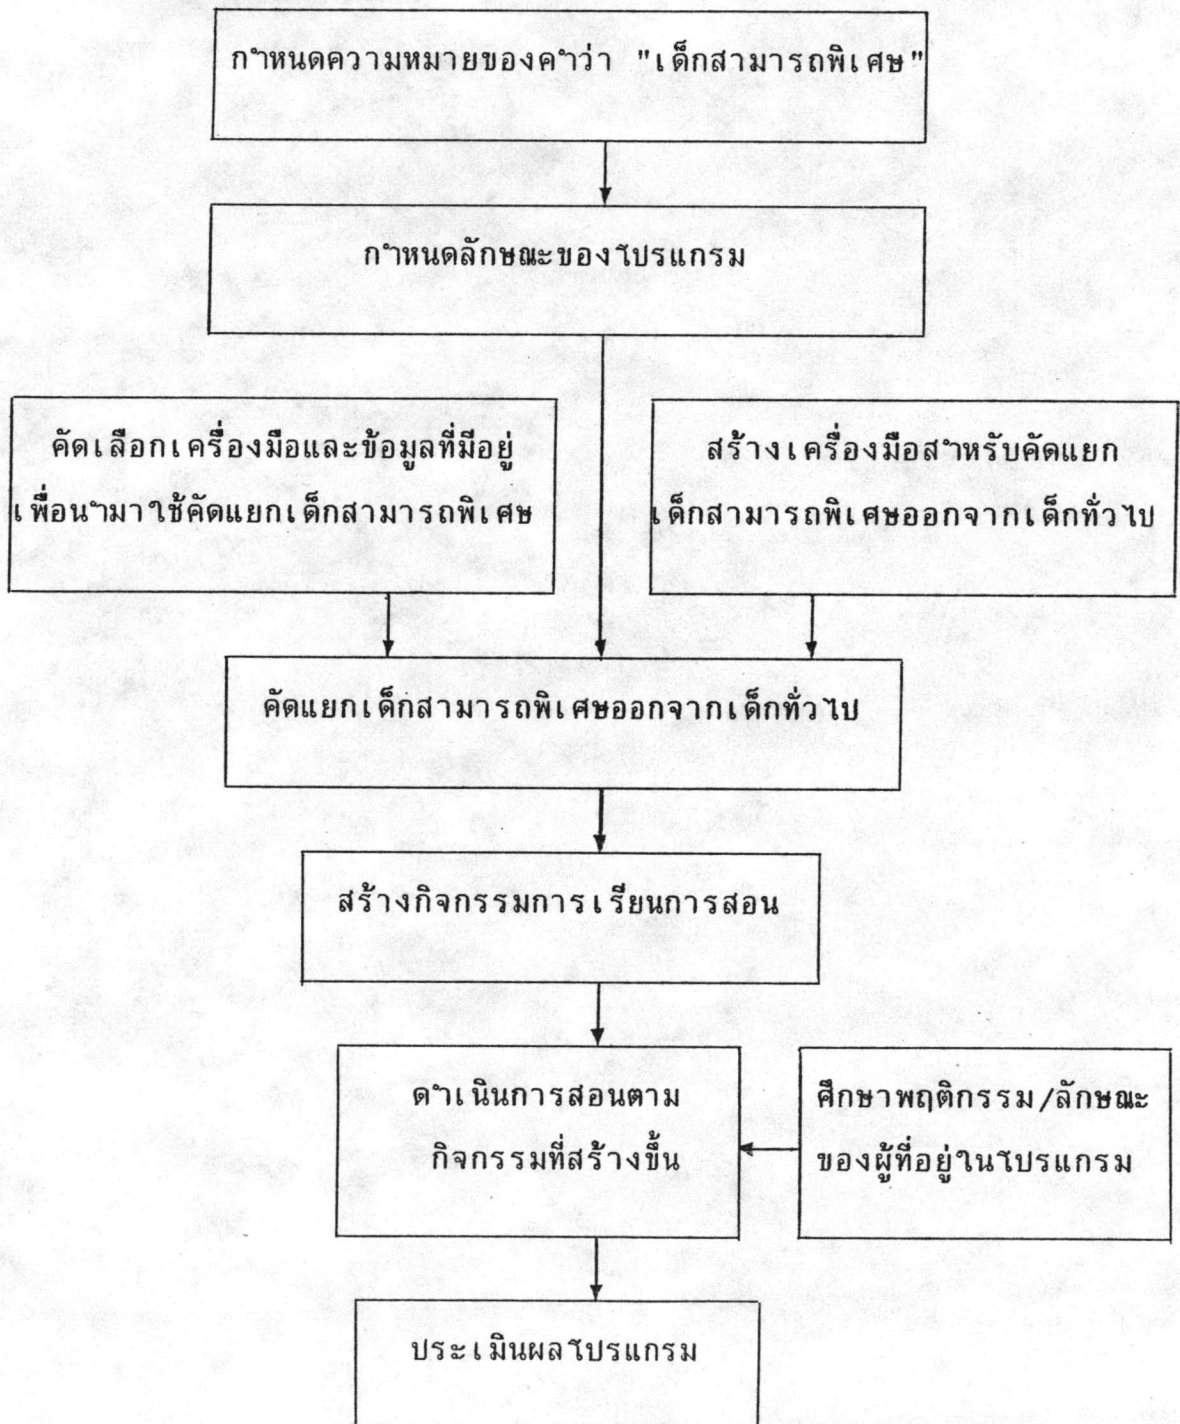 กำหนดความหมายของคำว่า "เด็กสามารถพิเศษ"
กำหนดลักษณะของโปรแกรม
คัดเลือกเครื่องมือและข้อมูลที่มีอยู่
เพื่อนำมาใช้คัดแยกเด็กสามารถพิเศษ
สร้างเครื่องมือสำหรับคัดแยก
เด็กสามารถพิเศษออกจากเด็กทั่วไป
คัดแยกเด็กสามารถพิเศษออกจากเด็กทั่วไป
สร้างกิจกรรมการเรียนการสอน
ดำเนินการสอนตาม
กิจกรรมที่สร้างขึ้น
ศึกษาพฤติกรรม/ลักษณะ
ของผู้ที่อยู่ในโปรแกรม
ประเมินผลโปรแกรม